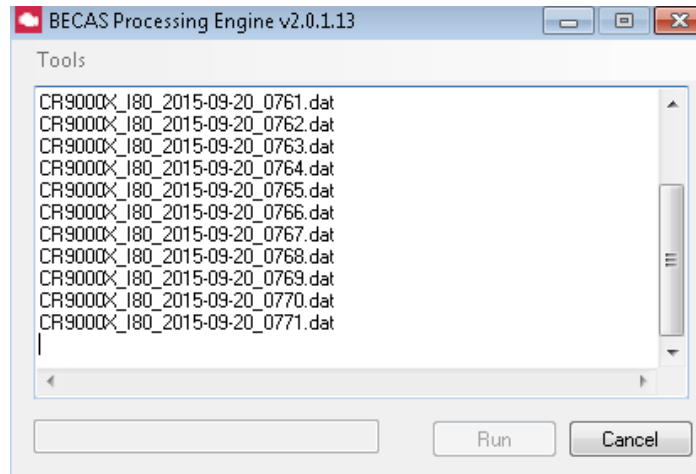 BECAS Processing Engine v2.0.1.13
Tools
CR9000X_I80_2015-09-20_0761.dat
CR9000X_I80_2015-09-20_0762.dat
CR9000X_I80_2015-09-20_0763.dat
CR9000X_I80_2015-09-20_0764.dat
CR9000X_I80_2015-09-20_0765.dat
CR9000X_I80_2015-09-20_0766.dat
CR9000X_I80_2015-09-20_0767.dat
CR9000X_I80_2015-09-20_0768.dat
CR9000X_I80_2015-09-20_0769.dat
CR9000X_I80_2015-09-20_0770.dat
CR9000X_I80_2015-09-20_0771.dat
Run Cancel